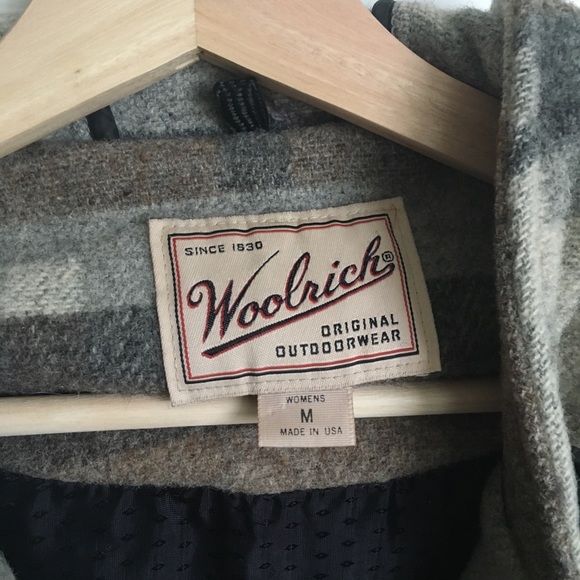 SINCE 1830
Woolrich®
ORIGINAL
OUTDOORWEAR
WOMENS
M
MADE IN USA